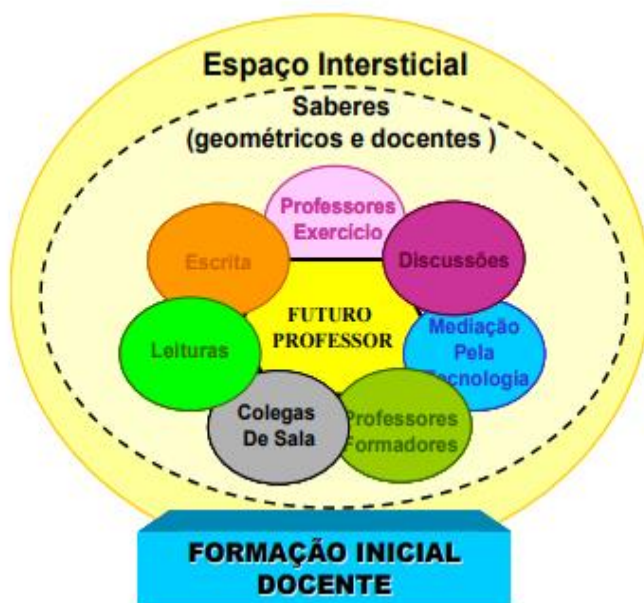 Espaço Intersticial
Saberes
(geométricos e docentes )
Professores
Exercício
Escrita
Discussões
FUTURO
PROFESSOR
Leituras
Mediação
Pela
Tecnologia
Colegas
De Sala
Professores
Formadores
FORMAÇÃO INICIAL
DOCENTE